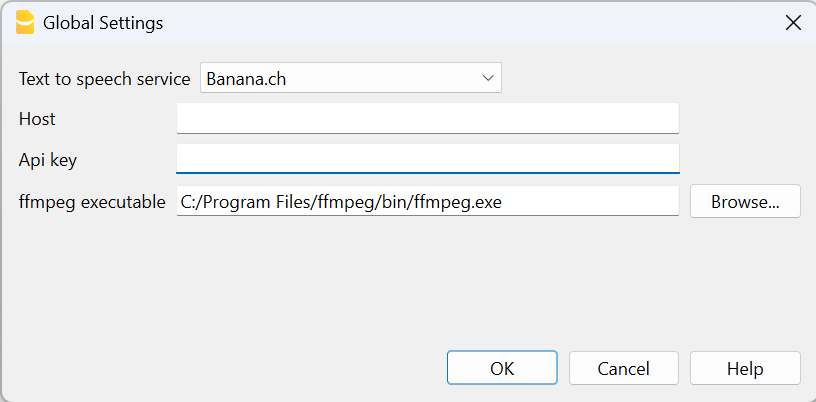 Global Settings
Text to speech service Banana.ch
Host
Api key
ffmpeg executable C:/Program Files/ffmpeg/bin/ffmpeg.exe Browse...
OK Cancel Help